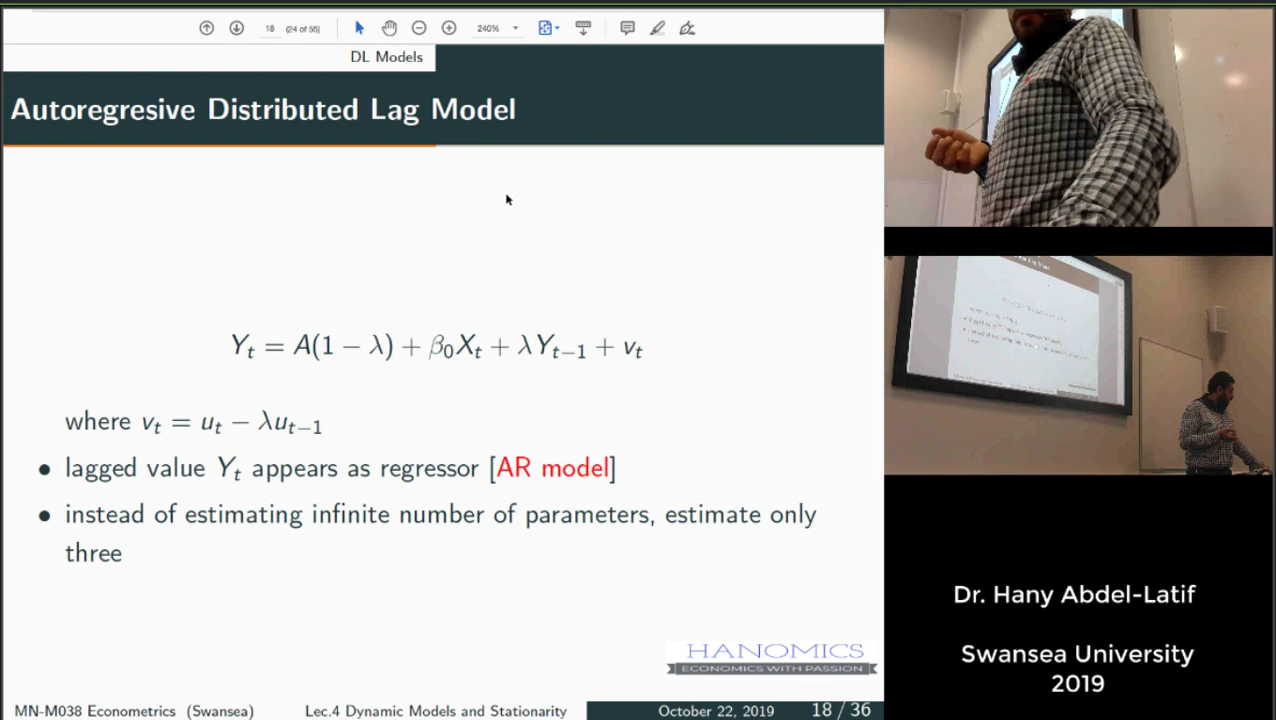 18 (24 of 55) 240%
DL Models
Autoregresive Distributed Lag Model
Yₜ = A(1 − λ) + β₀Xₜ + λYₜ₋₁ + vₜ
where vₜ = uₜ − λuₜ₋₁
• lagged value Yₜ appears as regressor [AR model]
• instead of estimating infinite number of parameters, estimate only
three
HANOMICS
ECONOMICS WITH PASSION
MN-M038 Econometrics (Swansea) Lec.4 Dynamic Models and Stationarity October 22, 2019 18 / 36
Dr. Hany Abdel-Latif
Swansea University
2019